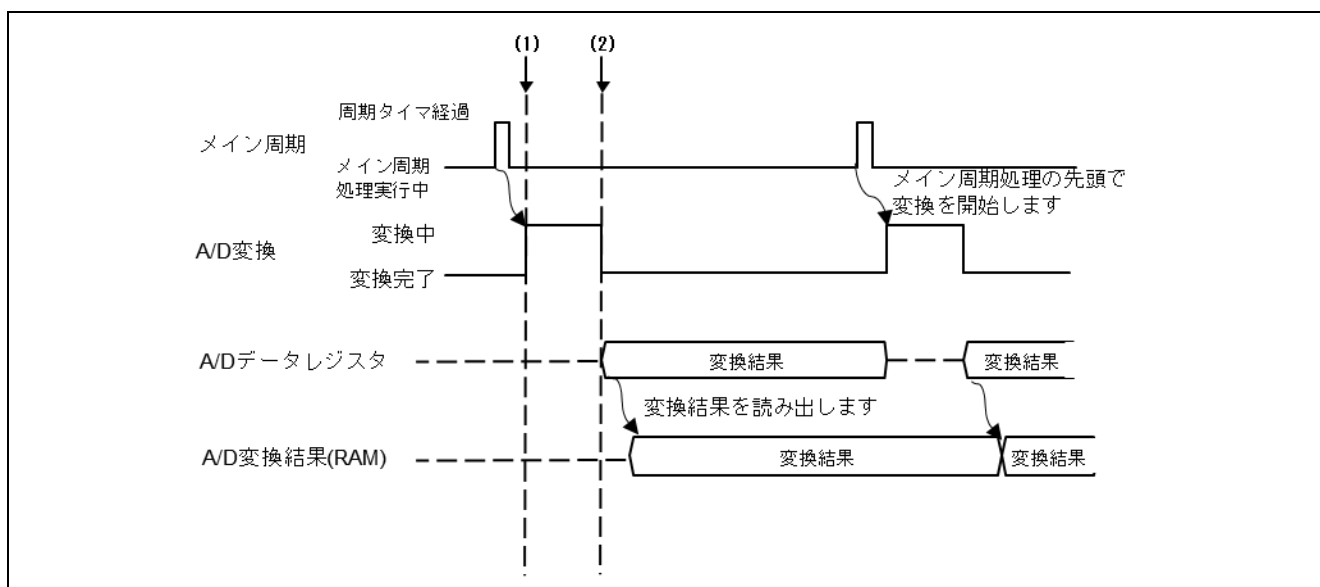 (1)
(2)
周期タイマ経過
メイン周期
メイン周期
処理実行中
メイン周期処理の先頭で
変換を開始します
変換中
A/D変換
変換完了
A/Dデータレジスタ
変換結果
変換結果
変換結果を読み出します
A/D変換結果(RAM)
変換結果
変換結果